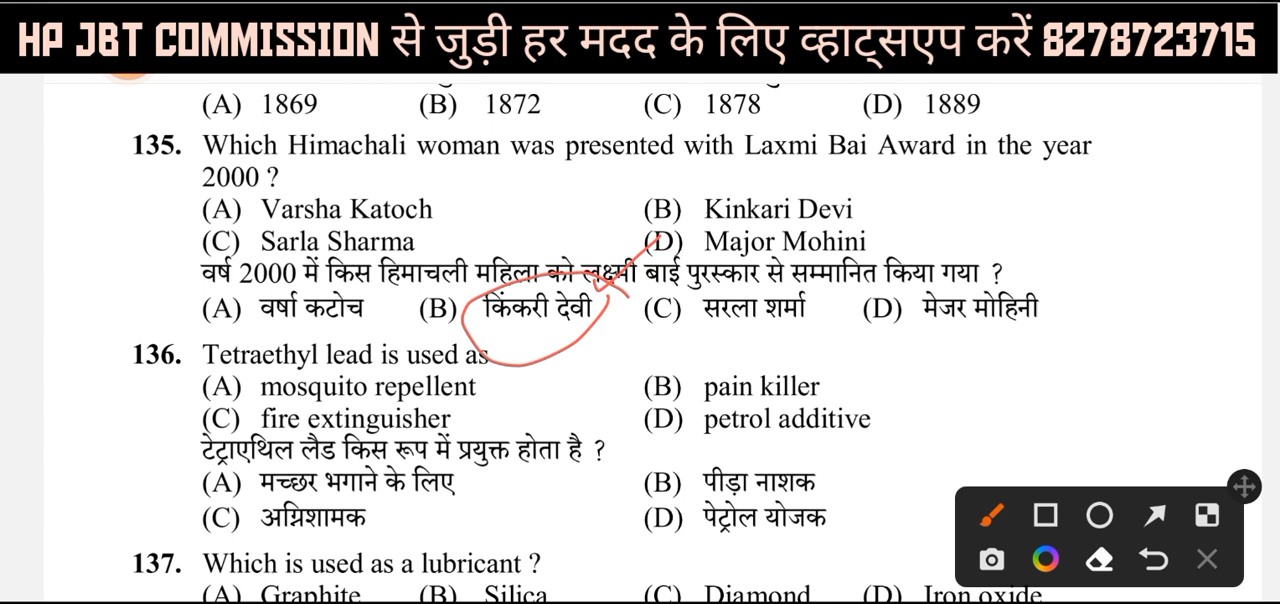 HP JBT COMMISSION से जुड़ी हर मदद के लिए व्हाट्सएप करें 8278723715
(A) 1869 (B) 1872 (C) 1878 (D) 1889
135. Which Himachali woman was presented with Laxmi Bai Award in the year
2000 ?
(A) Varsha Katoch (B) Kinkari Devi
(C) Sarla Sharma (D) Major Mohini
वर्ष 2000 में किस हिमाचली महिला को लक्ष्मी बाई पुरस्कार से सम्मानित किया गया ?
(A) वर्षा कटोच (B) किंकरी देवी (C) सरला शर्मा (D) मेजर मोहिनी
136. Tetraethyl lead is used as
(A) mosquito repellent (B) pain killer
(C) fire extinguisher (D) petrol additive
टेट्राएथिल लैड किस रूप में प्रयुक्त होता है ?
(A) मच्छर भगाने के लिए (B) पीड़ा नाशक
(C) अग्निशामक (D) पेट्रोल योजक
137. Which is used as a lubricant ?
(A) Graphite (B) Silica (C) Diamond (D) Iron oxide